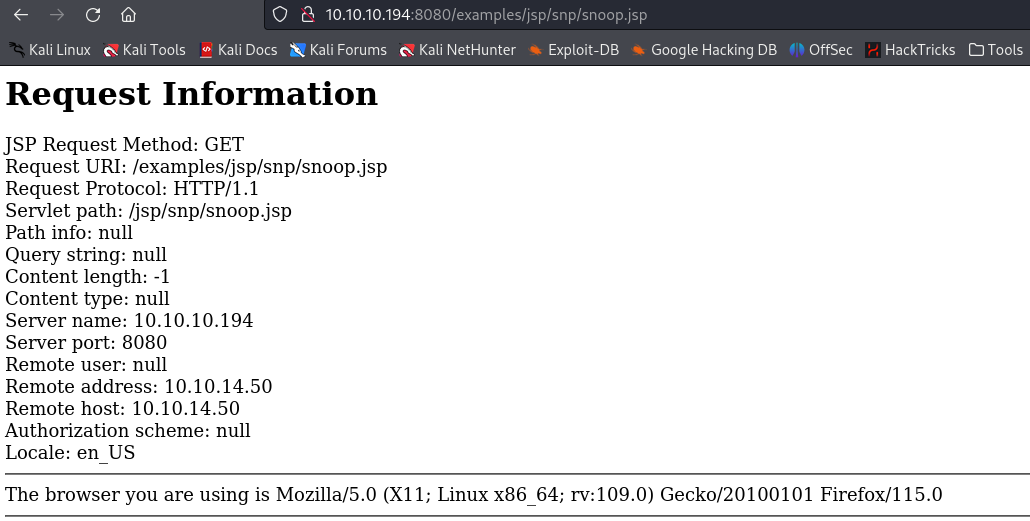 10.10.10.194:8080/examples/jsp/snp/snoop.jsp
Kali Linux Kali Tools Kali Docs Kali Forums Kali NetHunter Exploit-DB Google Hacking DB OffSec HackTricks Tools
Request Information
JSP Request Method: GET
Request URI: /examples/jsp/snp/snoop.jsp
Request Protocol: HTTP/1.1
Servlet path: /jsp/snp/snoop.jsp
Path info: null
Query string: null
Content length: -1
Content type: null
Server name: 10.10.10.194
Server port: 8080
Remote user: null
Remote address: 10.10.14.50
Remote host: 10.10.14.50
Authorization scheme: null
Locale: en_US
The browser you are using is Mozilla/5.0 (X11; Linux x86_64; rv:109.0) Gecko/20100101 Firefox/115.0